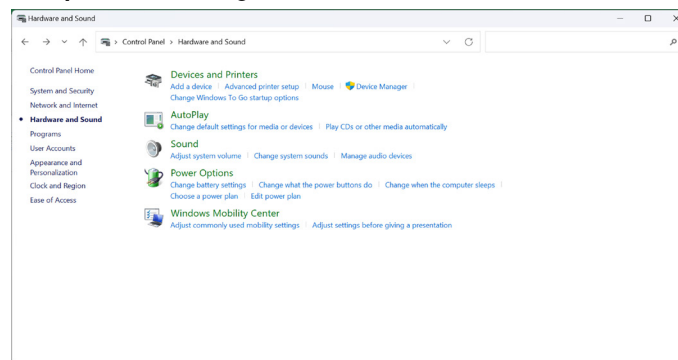 Hardware and Sound
Control Panel > Hardware and Sound
Control Panel Home
System and Security
Network and Internet
Hardware and Sound
Programs
User Accounts
Appearance and
Personalization
Clock and Region
Ease of Access
Devices and Printers
Add a device | Advanced printer setup | Mouse | Device Manager |
Change Windows To Go startup options
AutoPlay
Change default settings for media or devices | Play CDs or other media automatically
Sound
Adjust system volume | Change system sounds | Manage audio devices
Power Options
Change battery settings | Change what the power buttons do | Change when the computer sleeps |
Choose a power plan | Edit power plan
Windows Mobility Center
Adjust commonly used mobility settings | Adjust settings before giving a presentation